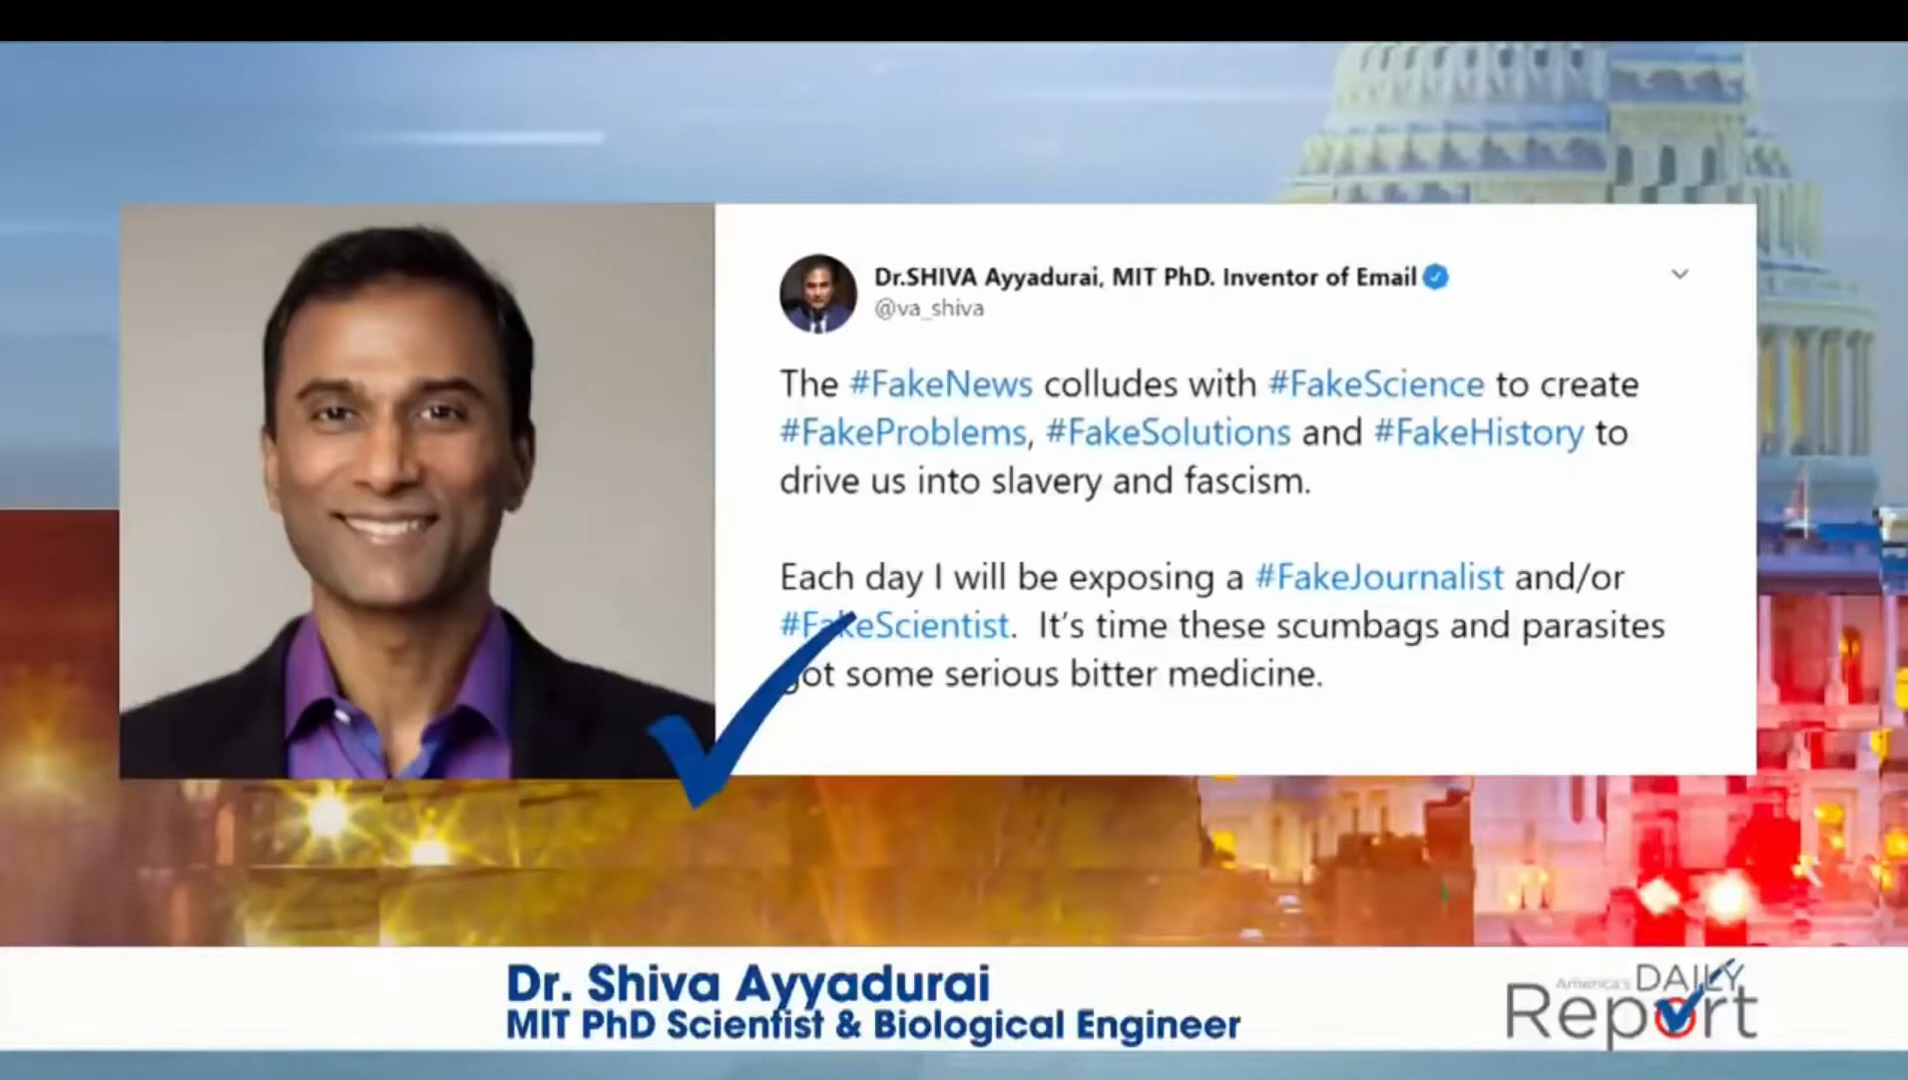 Dr.SHIVA Ayyadurai, MIT PhD. Inventor of Email
@va_shiva
The #FakeNews colludes with #FakeScience to create
#FakeProblems, #FakeSolutions and #FakeHistory to
drive us into slavery and fascism.
Each day I will be exposing a #FakeJournalist and/or
#FakeScientist. It's time these scumbags and parasites
got some serious bitter medicine.
Dr. Shiva Ayyadurai
MIT PhD Scientist & Biological Engineer
America's DAILY
Report